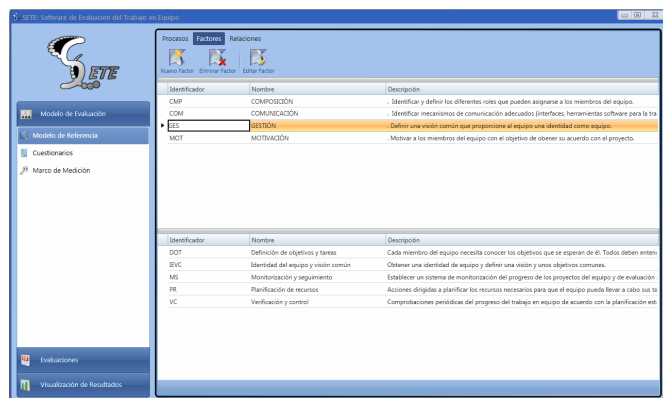 SETE: Software de Evaluación del Trabajo en Equipo
SETE
Procesos Factores Relaciones
Nuevo Factor Eliminar Factor Editar Factor
Identificador Nombre Descripción
CMP COMPOSICIÓN . Identificar y definir los diferentes roles que pueden asignarse a los miembros del equipo.
COM COMUNICACIÓN . Identificar mecanismos de comunicación adecuados (interfaces, herramientas software para la tra
GES GESTIÓN . Definir una visión común que proporcione al equipo una identidad como equipo.
MOT MOTIVACIÓN . Motivar a los miembros del equipo con el objetivo de obener su acuerdo con el proyecto.
Modelo de Evaluación
Modelo de Referencia
Cuestionarios
Marco de Medición
Identificador Nombre Descripción
DOT Definición de objetivos y tareas Cada miembro del equipo necesita conocer los objetivos que se esperan de él. Todos deben enten
IEVC Identidad del equipo y visión común Obtener una identidad de equipo y definir una visión y unos objetivos comunes.
MS Monitorización y seguimiento Establecer un sistema de monitorización del progreso de los proyectos del equipo y de evaluación
PR Planificación de recursos Acciones dirigidas a planificar los recursos necesarios para que el equipo pueda llevar a cabo sus ta
VC Verificación y control Comprobaciones periódicas del progreso del trabajo en equipo de acuerdo con la planificación est
Evaluaciones
Visualización de Resultados